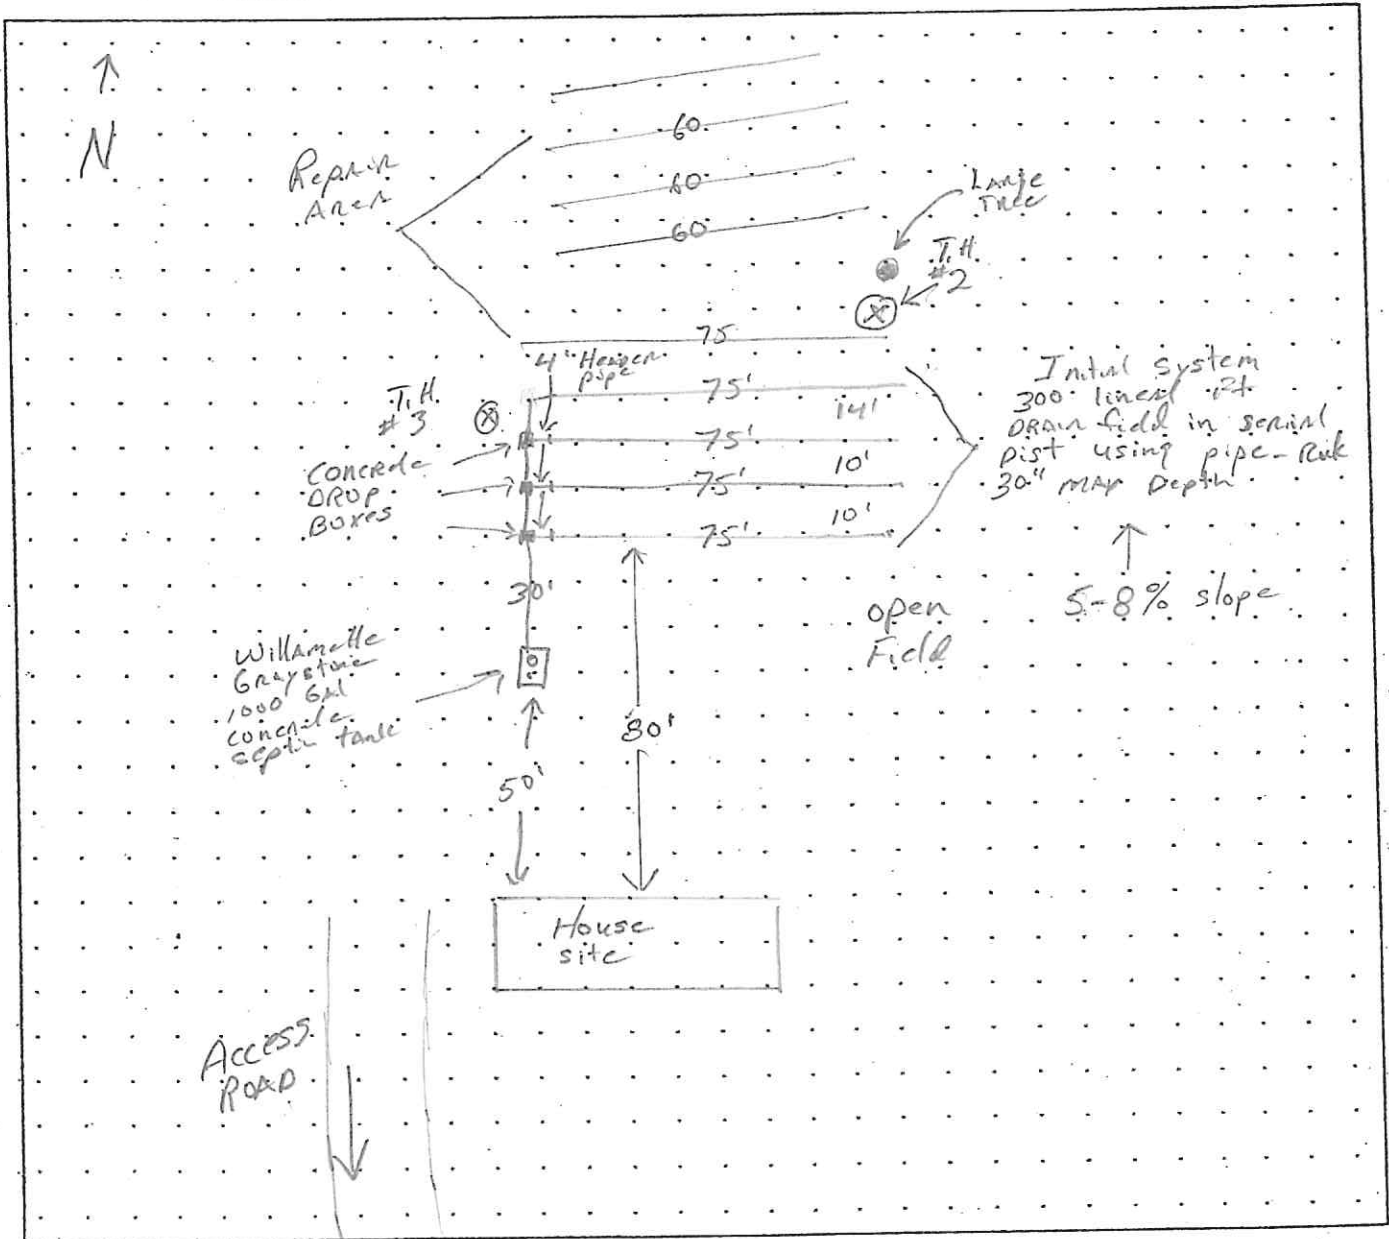 N
Repair
Area
60
60
60
Large
Tree
T.H.
#2
75
4" Header
pipe
75'
14'
T.H.
#3
75'
10'
Concrete
Drop
Boxes
75'
10'
75'
Initial System
300 lineal ft
DRAin field in serial
Dist using pipe-Rock
30" MAX Depth
5-8% slope
30'
open
Field
Willamette
Graystone
1000 Gal
concrete
septic tank
80'
50'
House
site
Access
ROAD